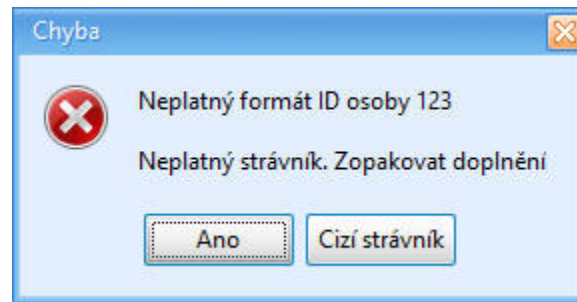 Chyba
Neplatný formát ID osoby 123
Neplatný strávník. Zopakovat doplnění
Ano
Cizí strávník